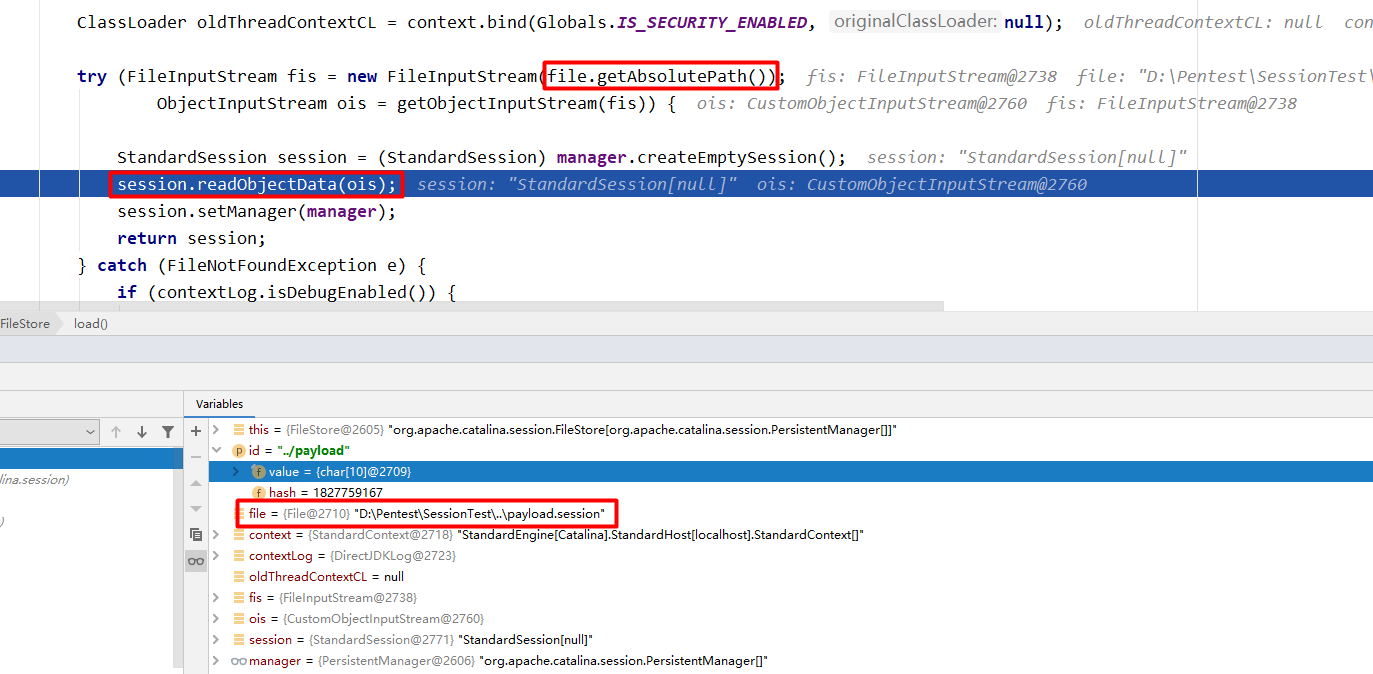 ClassLoader oldThreadContextCL = context.bind(Globals.IS_SECURITY_ENABLED, originalClassLoader: null); oldThreadContextCL: null con
try (FileInputStream fis = new FileInputStream(file.getAbsolutePath()); fis: FileInputStream@2738 file: "D:\Pentest\SessionTest\
ObjectInputStream ois = getObjectInputStream(fis)) { ois: CustomObjectInputStream@2760 fis: FileInputStream@2738
StandardSession session = (StandardSession) manager.createEmptySession(); session: "StandardSession[null]"
session.readObjectData(ois); session: "StandardSession[null]" ois: CustomObjectInputStream@2760
session.setManager(manager);
return session;
} catch (FileNotFoundException e) {
if (contextLog.isDebugEnabled()) {
FileStore load()
Variables
this = {FileStore@2605} "org.apache.catalina.session.FileStore[org.apache.catalina.session.PersistentManager[]]"
p id = "../payload"
lina.session) f value = {char[10]@2709}
f hash = 1827759167
) file = {File@2710} "D:\Pentest\SessionTest\..\payload.session"
context = {StandardContext@2718} "StandardEngine[Catalina].StandardHost[localhost].StandardContext[]"
contextLog = {DirectJDKLog@2723}
oldThreadContextCL = null
fis = {FileInputStream@2738}
ois = {CustomObjectInputStream@2760}
session = {StandardSession@2771} "StandardSession[null]"
manager = {PersistentManager@2606} "org.apache.catalina.session.PersistentManager[]"